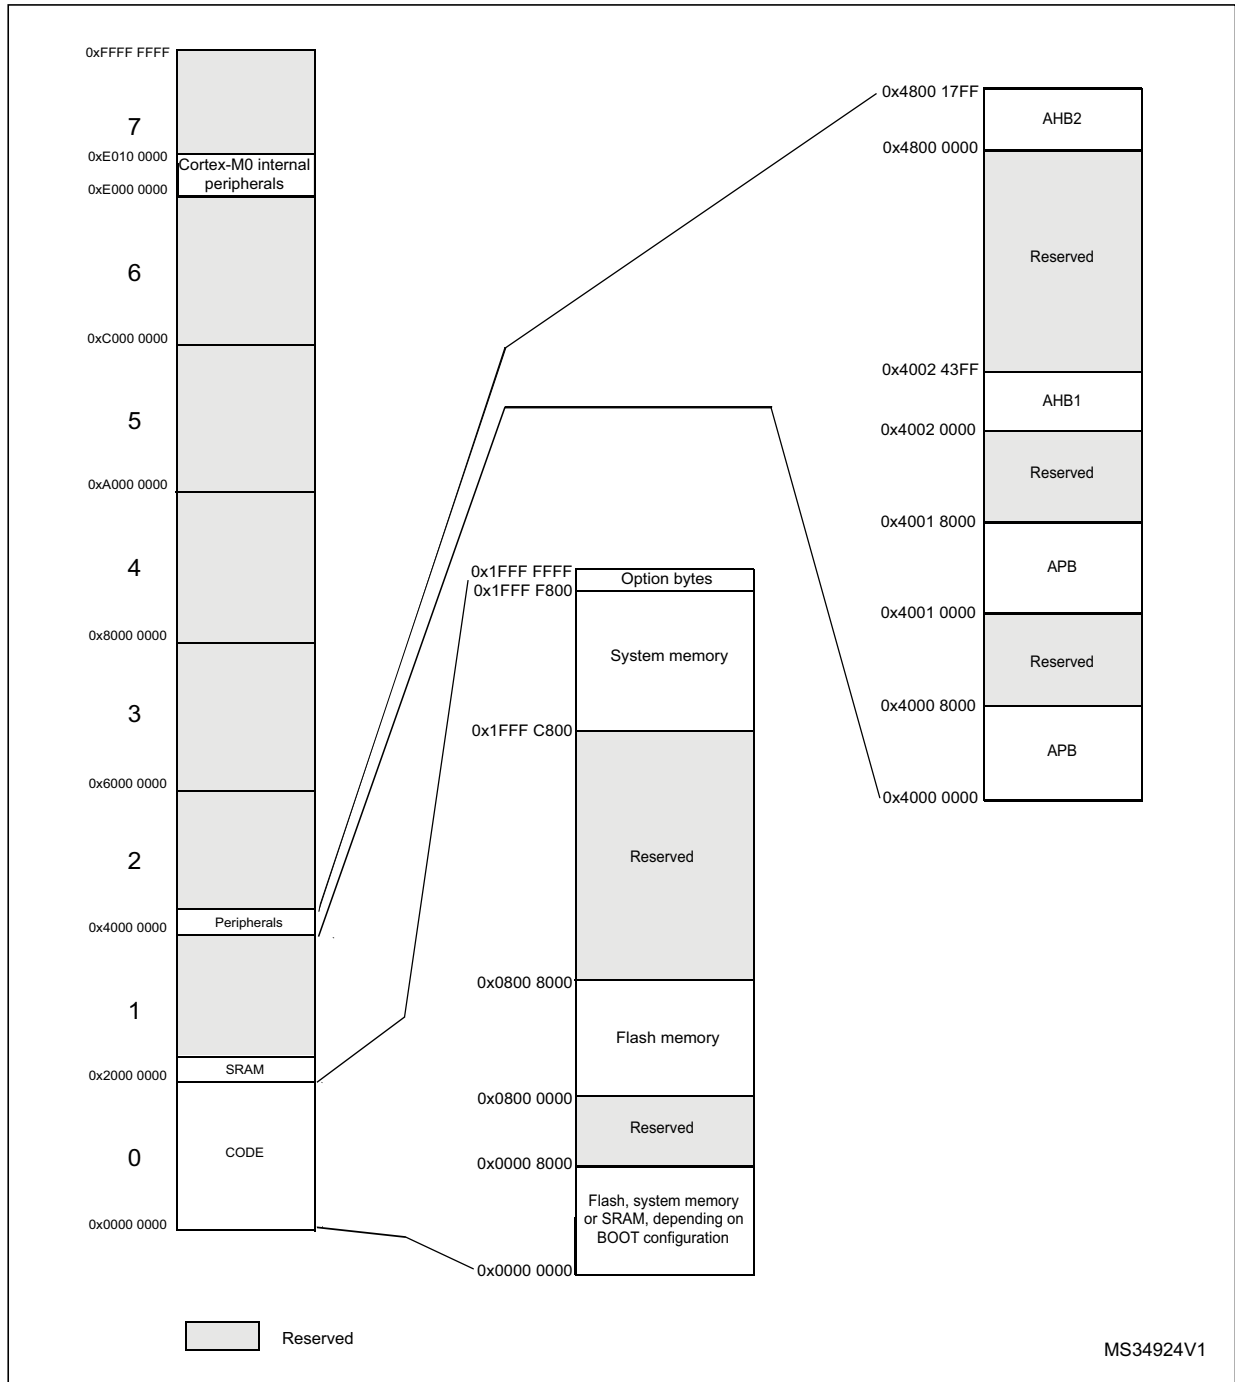 0xFFFF FFFF
7
0xE010 0000
Cortex-M0 internal
peripherals
0xE000 0000
6
0xC000 0000
5
0xA000 0000
4
0x8000 0000
3
0x6000 0000
2
Peripherals
0x4000 0000
1
SRAM
0x2000 0000
CODE
0
0x0000 0000
0x1FFF FFFF
Option bytes
0x1FFF F800
System memory
0x1FFF C800
Reserved
0x0800 8000
Flash memory
0x0800 0000
Reserved
0x0000 8000
Flash, system memory
or SRAM, depending on
BOOT configuration
0x0000 0000
0x4800 17FF
AHB2
0x4800 0000
Reserved
0x4002 43FF
AHB1
0x4002 0000
Reserved
0x4001 8000
APB
0x4001 0000
Reserved
0x4000 8000
APB
0x4000 0000
Reserved
MS34924V1